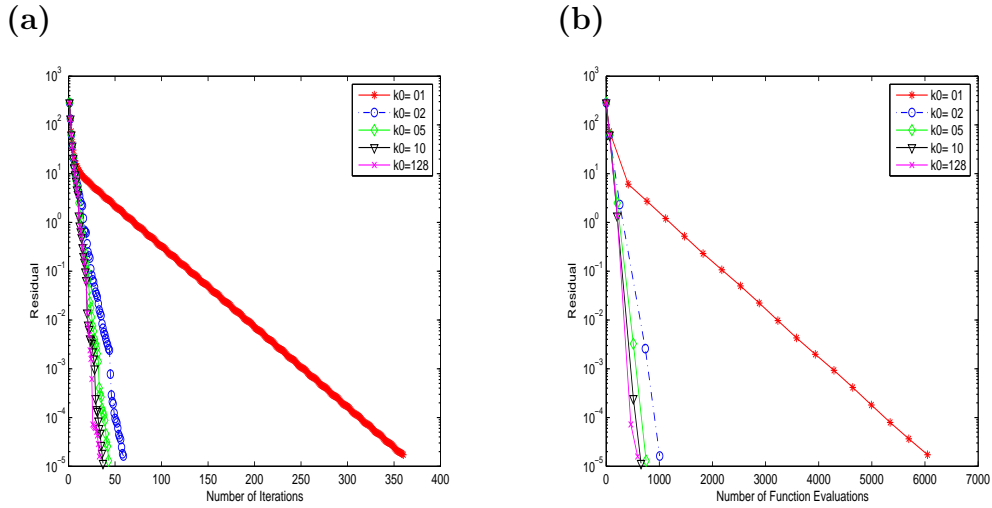 (a)
(b)
10^3
10^2
10^1
10^0
10^-1
10^-2
10^-3
10^-4
10^-5
Residual
0 50 100 150 200 250 300 350 400
Number of Iterations
k0= 01
k0= 02
k0= 05
k0= 10
k0=128
10^3
10^2
10^1
10^0
10^-1
10^-2
10^-3
10^-4
10^-5
Residual
0 1000 2000 3000 4000 5000 6000 7000
Number of Function Evaluations
k0= 01
k0= 02
k0= 05
k0= 10
k0=128